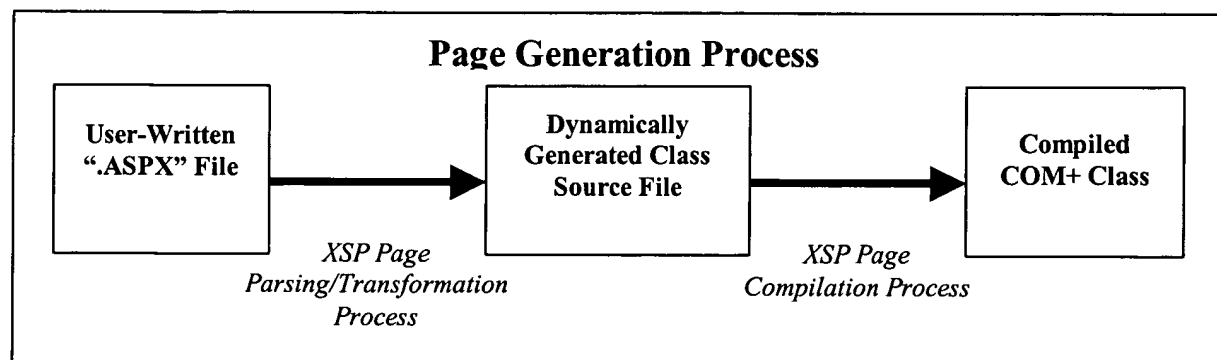 Page Generation Process
User-Written
“.ASPX” File
Dynamically
Generated Class
Source File
Compiled
COM+ Class
XSP Page
Parsing/Transformation
Process
XSP Page
Compilation Process